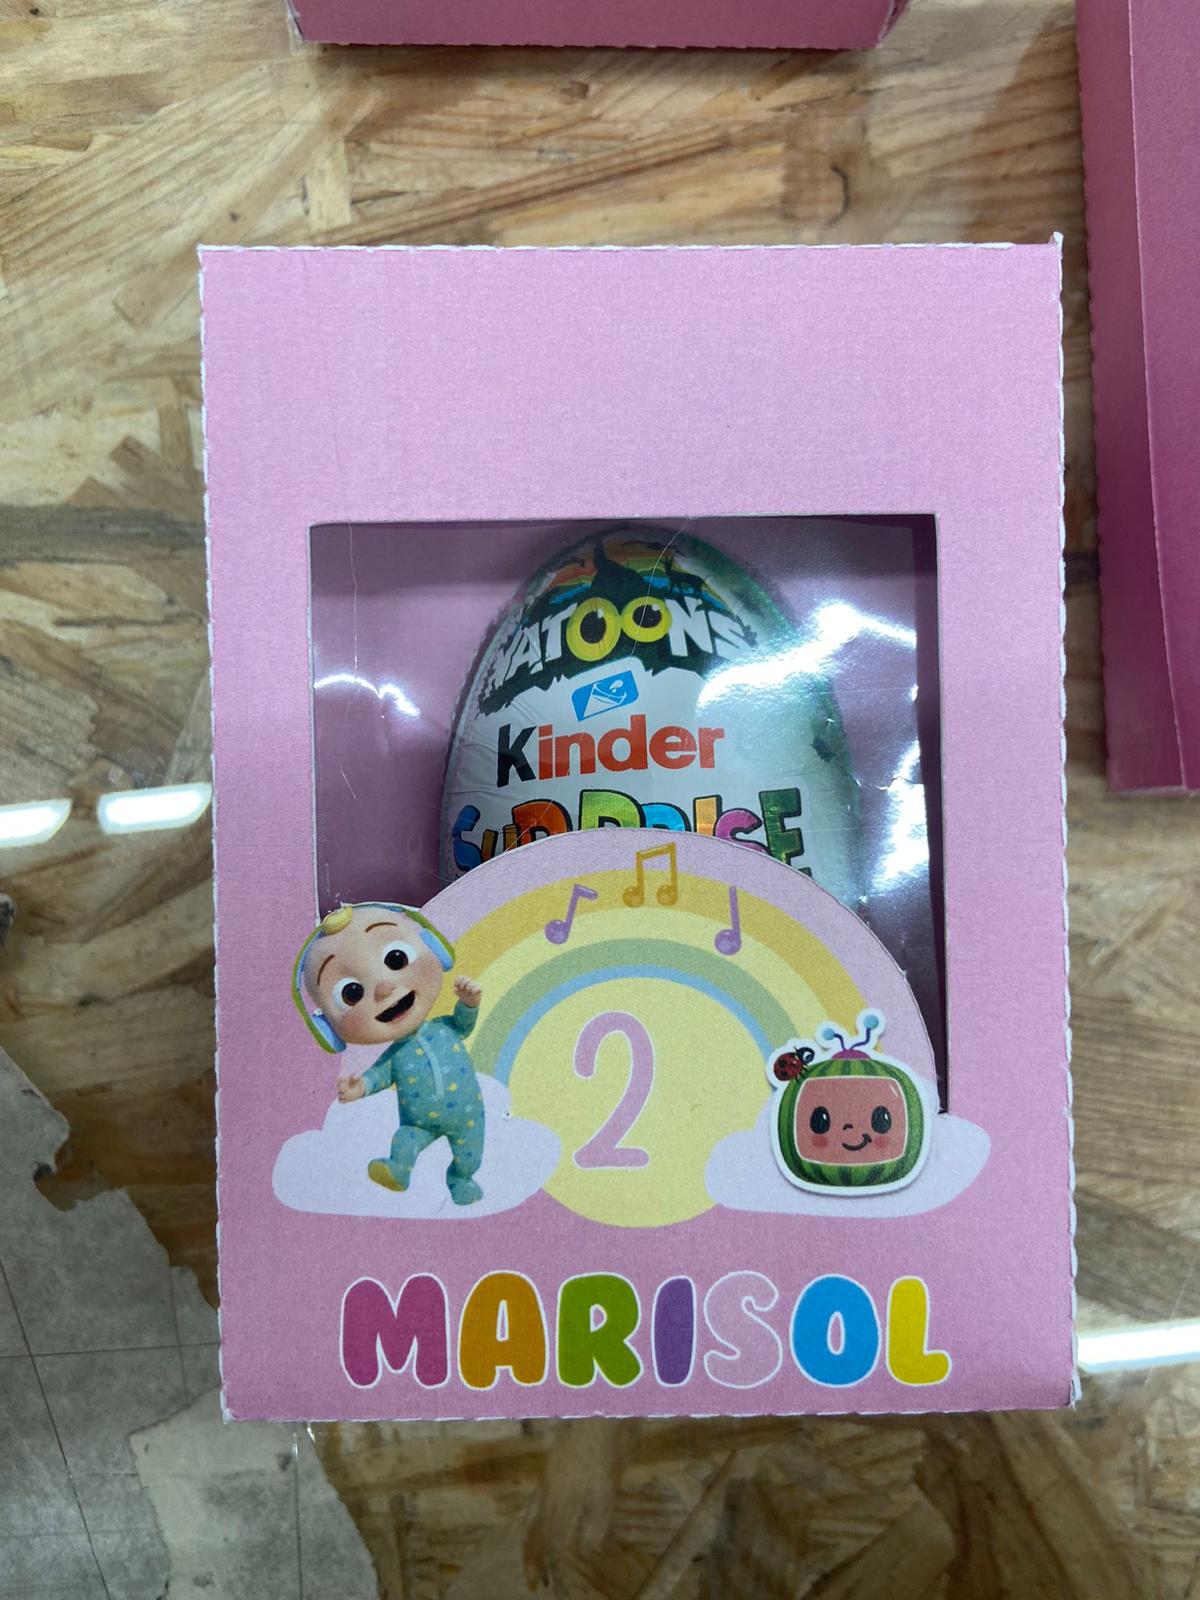 NATOONS
Kinder
SURPRISE
2
MARISOL